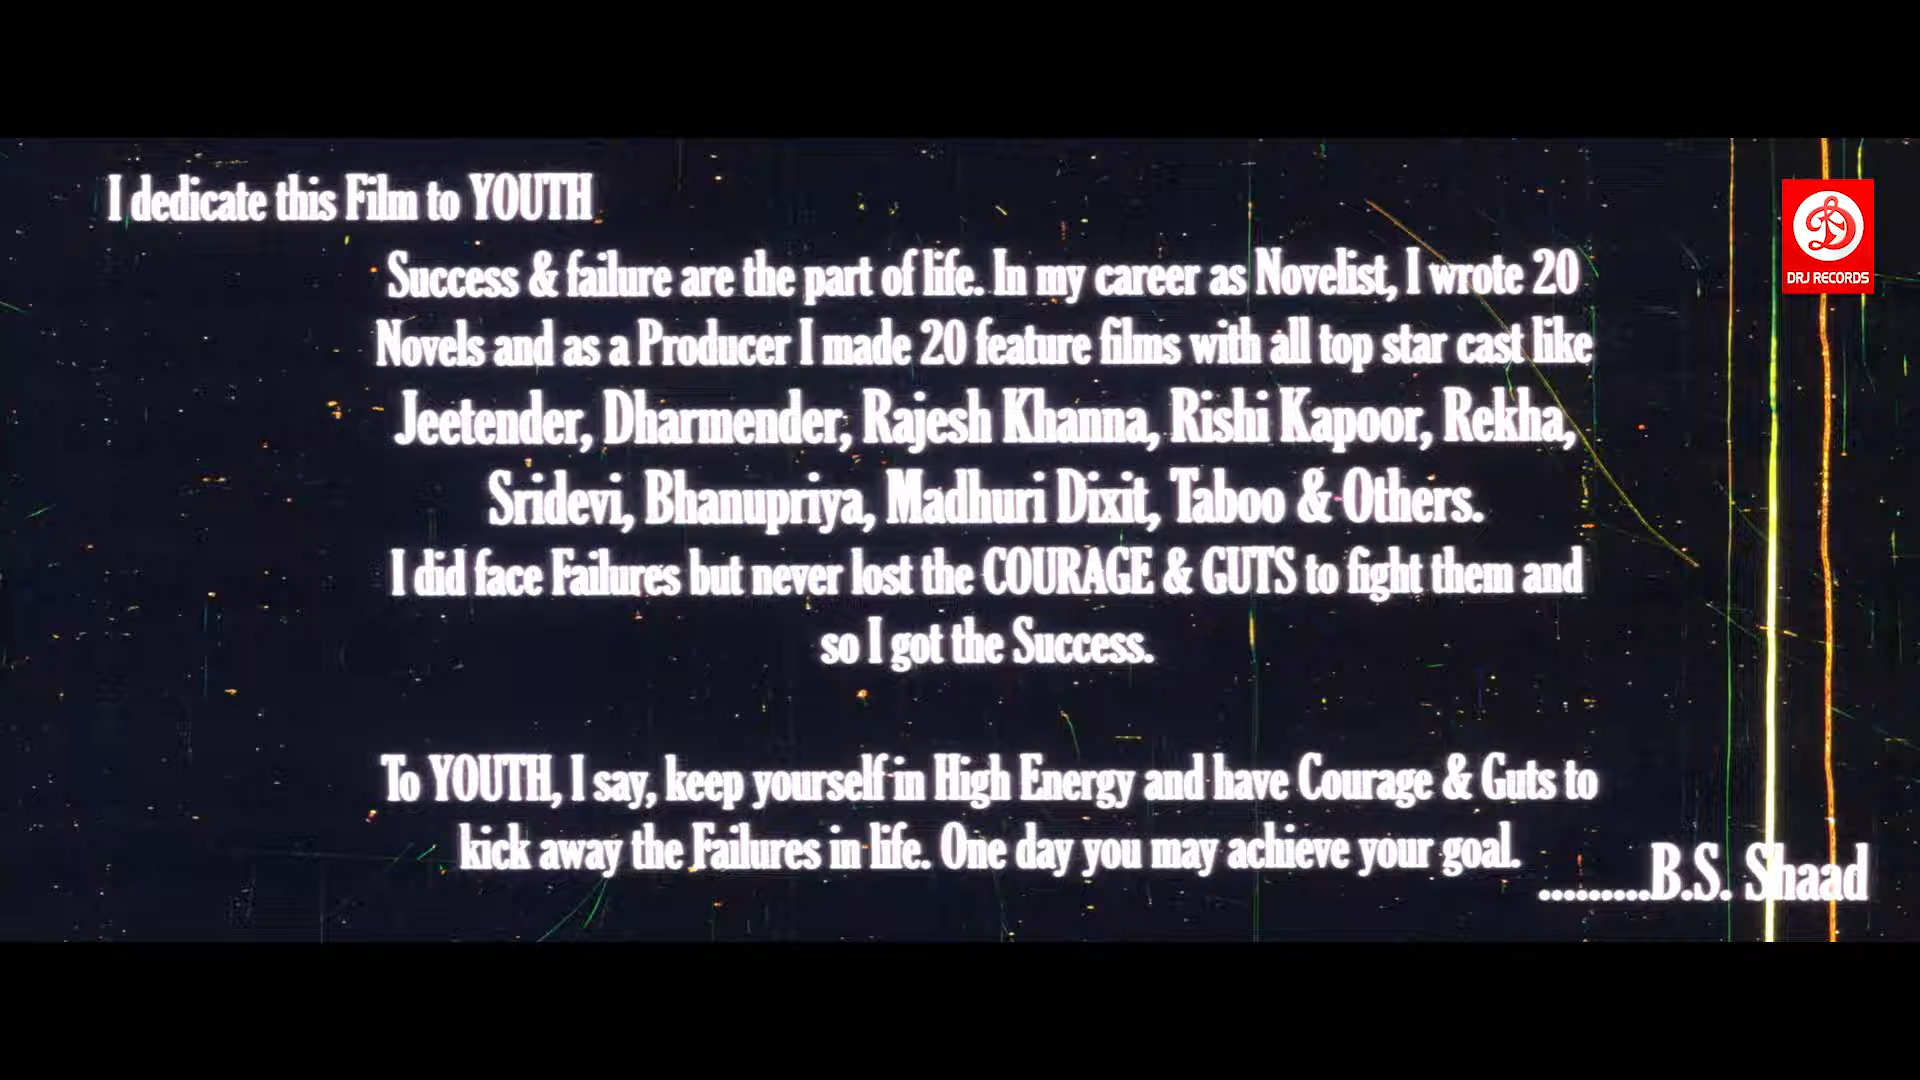 I dedicate this Film to YOUTH
DRJ RECORDS
Success & failure are the part of life. In my career as Novelist, I wrote 20
Novels and as a Producer I made 20 feature films with all top star cast like
Jeetender, Dharmender, Rajesh Khanna, Rishi Kapoor, Rekha,
Sridevi, Bhanupriya, Madhuri Dixit, Taboo & Others.
I did face Failures but never lost the COURAGE & GUTS to fight them and
so I got the Success.
To YOUTH, I say, keep yourself in High Energy and have Courage & Guts to
kick away the Failures in life. One day you may achieve your goal.
.........B.S. Shaad